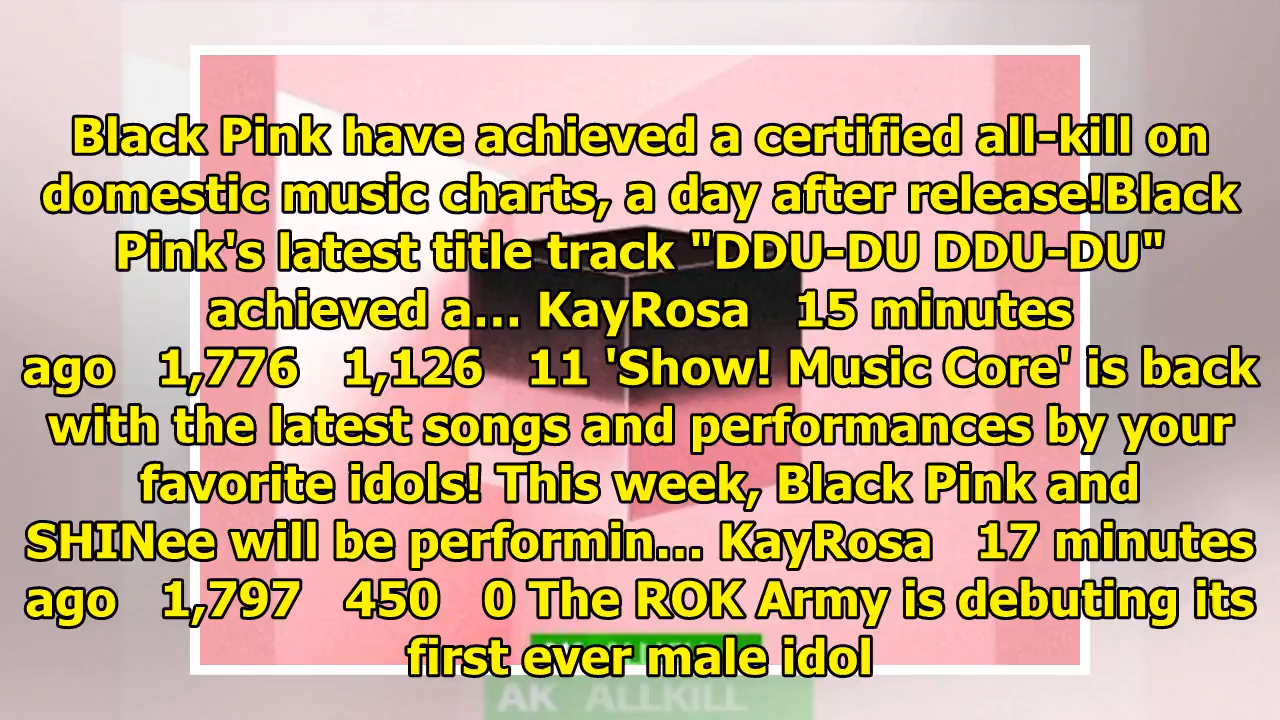 Black Pink have achieved a certified all-kill on
domestic music charts, a day after release!Black
Pink's latest title track "DDU-DU DDU-DU"
achieved a... KayRosa   15 minutes
ago   1,776   1,126   11 'Show! Music Core' is back
with the latest songs and performances by your
favorite idols! This week, Black Pink and
SHINee will be performin... KayRosa   17 minutes
ago   1,797   450   0 The ROK Army is debuting its
first ever male idol
AK ALLKILL